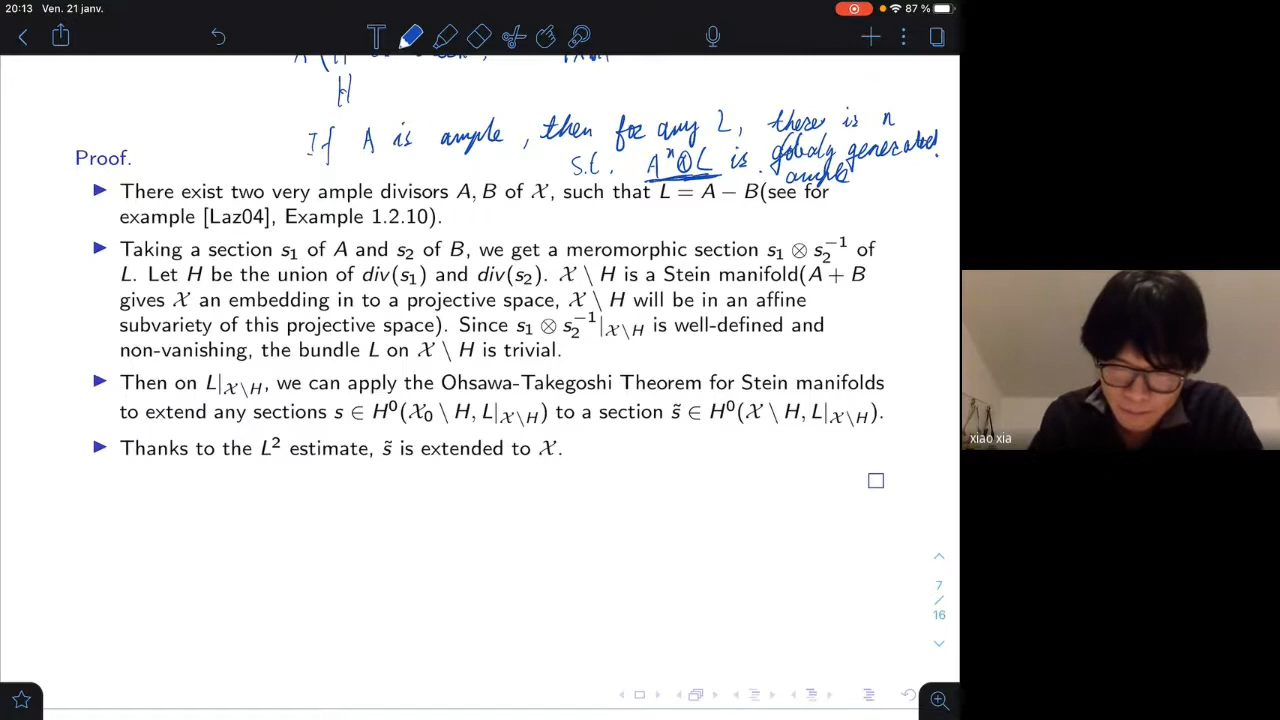 20:13 Ven. 21 janv.
87 %
H
If A is ample, then for any L, there is n
s.t. Aⁿ⊗L is globaly generated.
ample
Proof.
▶ There exist two very ample divisors A, B of 𝒳, such that L = A − B(see for
example [Laz04], Example 1.2.10).
▶ Taking a section s₁ of A and s₂ of B, we get a meromorphic section s₁ ⊗ s₂⁻¹ of
L. Let H be the union of div(s₁) and div(s₂). 𝒳 \ H is a Stein manifold(A + B
gives 𝒳 an embedding in to a projective space, 𝒳 \ H will be in an affine
subvariety of this projective space). Since s₁ ⊗ s₂⁻¹|_{𝒳\H} is well-defined and
non-vanishing, the bundle L on 𝒳 \ H is trivial.
▶ Then on L|_{𝒳\H}, we can apply the Ohsawa-Takegoshi Theorem for Stein manifolds
to extend any sections s ∈ H⁰(𝒳₀ \ H, L|_{𝒳\H}) to a section s̃ ∈ H⁰(𝒳 \ H, L|_{𝒳\H}).
▶ Thanks to the L² estimate, s̃ is extended to 𝒳.
□
xiao xia
7
/
16